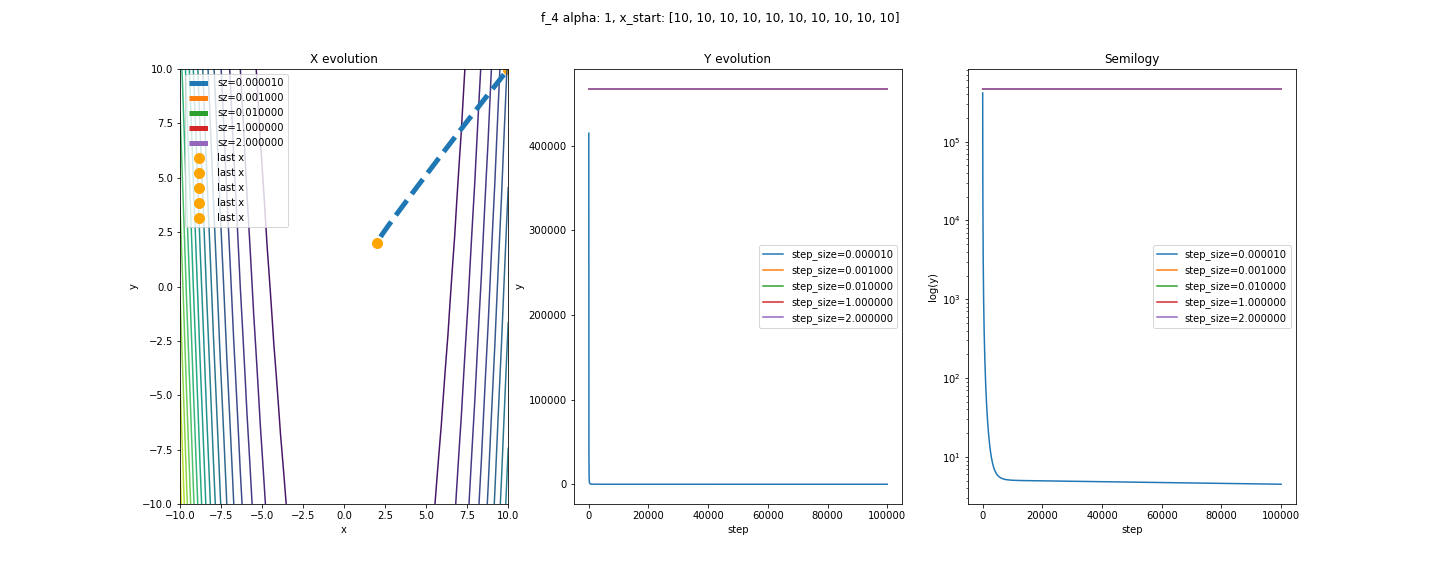 f_4 alpha: 1, x_start: [10, 10, 10, 10, 10, 10, 10, 10, 10, 10]
X evolution
10.0
7.5
5.0
2.5
0.0
−2.5
−5.0
−7.5
−10.0
y
sz=0.000010
sz=0.001000
sz=0.010000
sz=1.000000
sz=2.000000
last x
last x
last x
last x
last x
−10.0 −7.5 −5.0 −2.5 0.0 2.5 5.0 7.5 10.0
x
Y evolution
400000
300000
200000
100000
0
y
step_size=0.000010
step_size=0.001000
step_size=0.010000
step_size=1.000000
step_size=2.000000
0 20000 40000 60000 80000 100000
step
Semilogy
10^5
10^4
10^3
10^2
10^1
log(y)
step_size=0.000010
step_size=0.001000
step_size=0.010000
step_size=1.000000
step_size=2.000000
0 20000 40000 60000 80000 100000
step